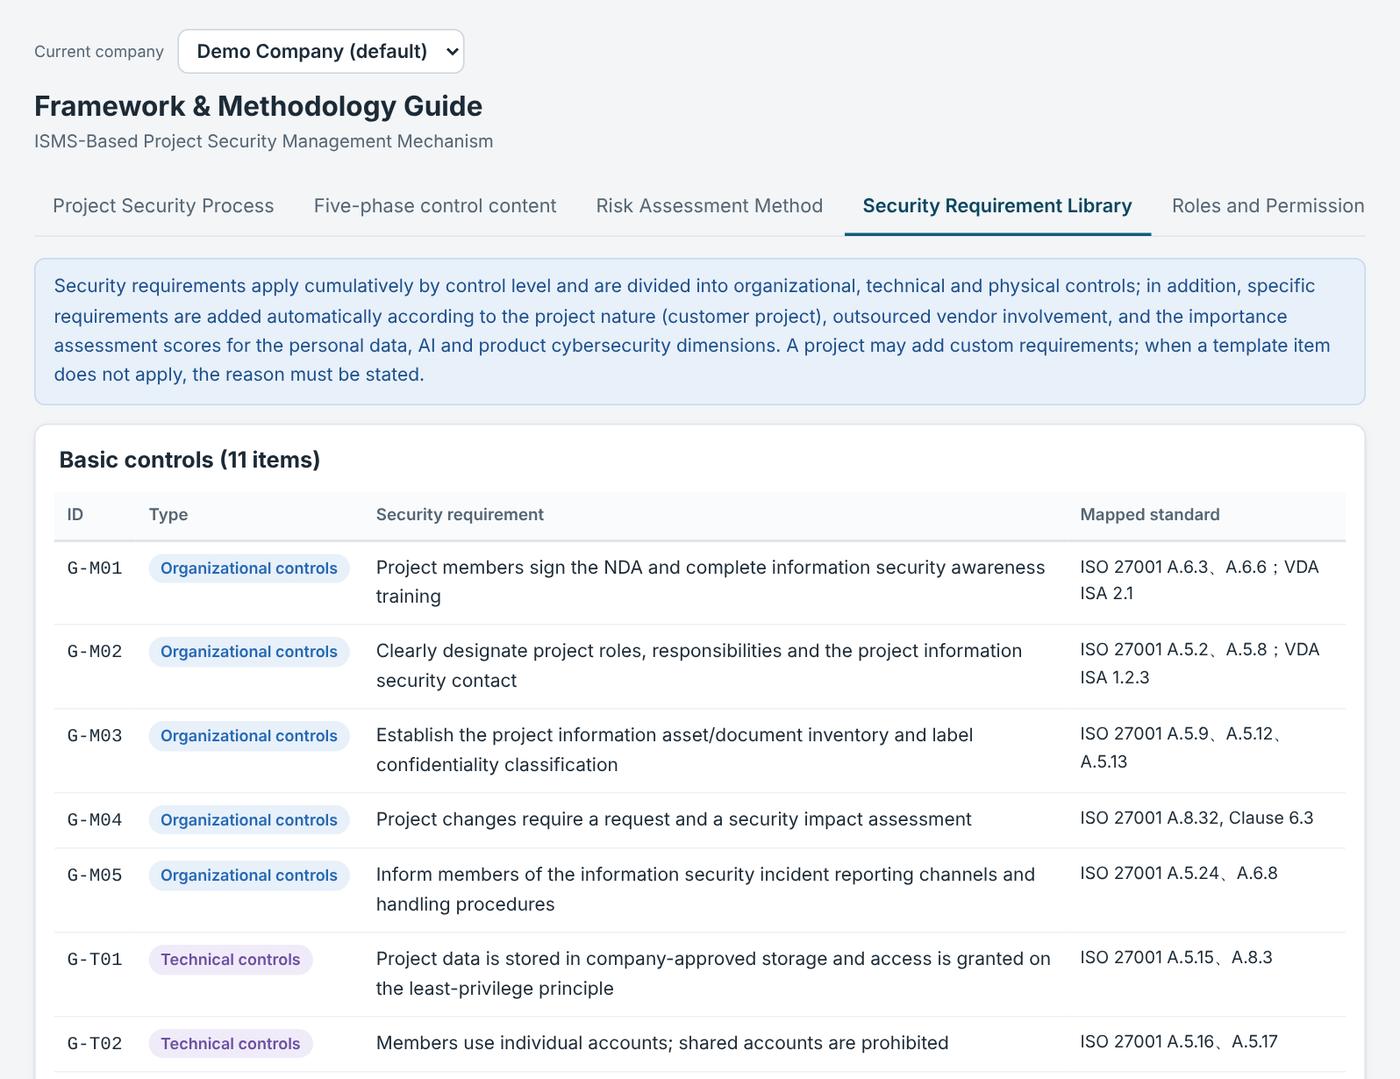 Current company
Demo Company (default)
Framework & Methodology Guide
ISMS-Based Project Security Management Mechanism
Project Security Process
Five-phase control content
Risk Assessment Method
Security Requirement Library
Roles and Permission
Security requirements apply cumulatively by control level and are divided into organizational, technical and physical controls; in addition, specific
requirements are added automatically according to the project nature (customer project), outsourced vendor involvement, and the importance
assessment scores for the personal data, AI and product cybersecurity dimensions. A project may add custom requirements; when a template item
does not apply, the reason must be stated.
Basic controls (11 items)
ID
Type
Security requirement
Mapped standard
G-M01
Organizational controls
Project members sign the NDA and complete information security awareness
training
ISO 27001 A.6.3、A.6.6；VDA
ISA 2.1
G-M02
Organizational controls
Clearly designate project roles, responsibilities and the project information
security contact
ISO 27001 A.5.2、A.5.8；VDA
ISA 1.2.3
G-M03
Organizational controls
Establish the project information asset/document inventory and label
confidentiality classification
ISO 27001 A.5.9、A.5.12、
A.5.13
G-M04
Organizational controls
Project changes require a request and a security impact assessment
ISO 27001 A.8.32, Clause 6.3
G-M05
Organizational controls
Inform members of the information security incident reporting channels and
handling procedures
ISO 27001 A.5.24、A.6.8
G-T01
Technical controls
Project data is stored in company-approved storage and access is granted on
the least-privilege principle
ISO 27001 A.5.15、A.8.3
G-T02
Technical controls
Members use individual accounts; shared accounts are prohibited
ISO 27001 A.5.16、A.5.17